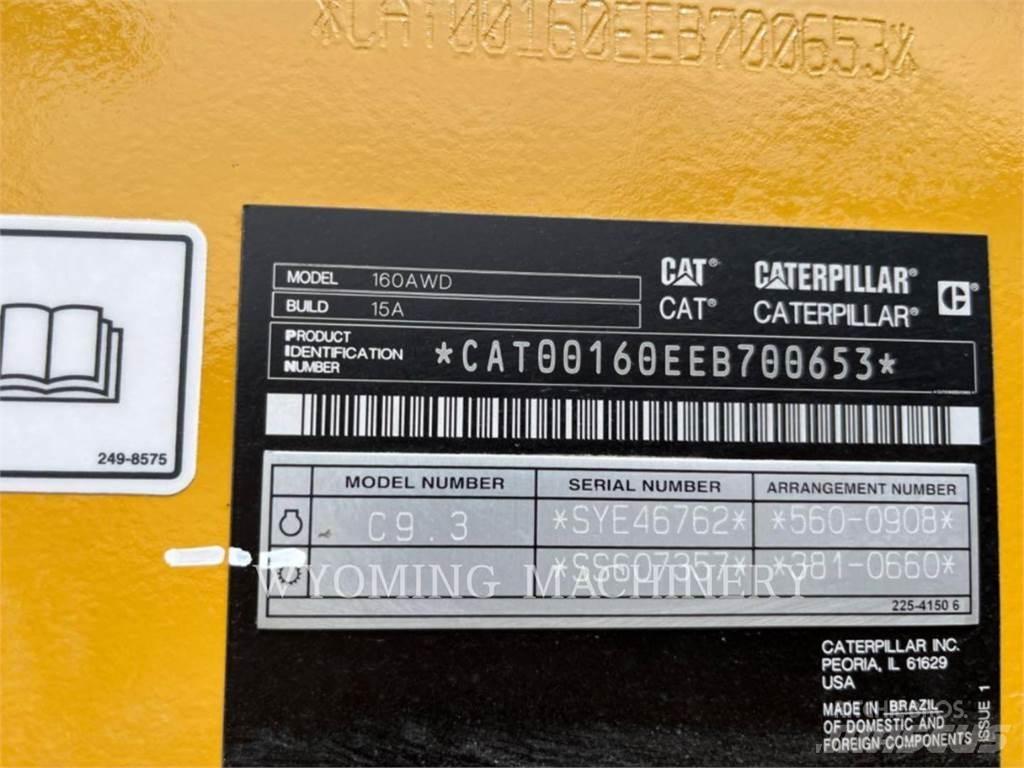 *CAT00160EEB700653*
MODEL 160AWD
BUILD 15A
CAT® CATERPILLAR®
CAT® CATERPILLAR®
PRODUCT
IDENTIFICATION
NUMBER
*CAT00160EEB700653*
249-8575
MODEL NUMBER SERIAL NUMBER ARRANGEMENT NUMBER
C9.3 *SYE46762* *560-0908*
*SS607357* *381-0660*
WYOMING MACHINERY
225-4150 6
CATERPILLAR INC.
PEORIA, IL 61629
USA
MADE IN BRAZIL
OF DOMESTIC AND
FOREIGN COMPONENTS
ISSUE 1